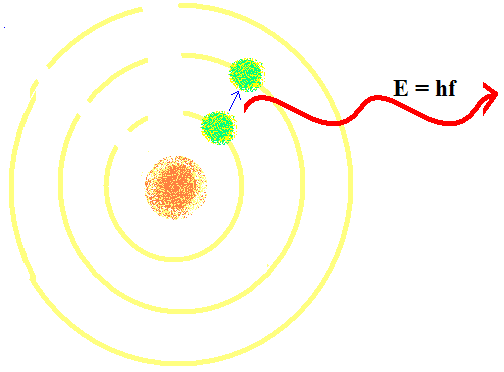 E = hf